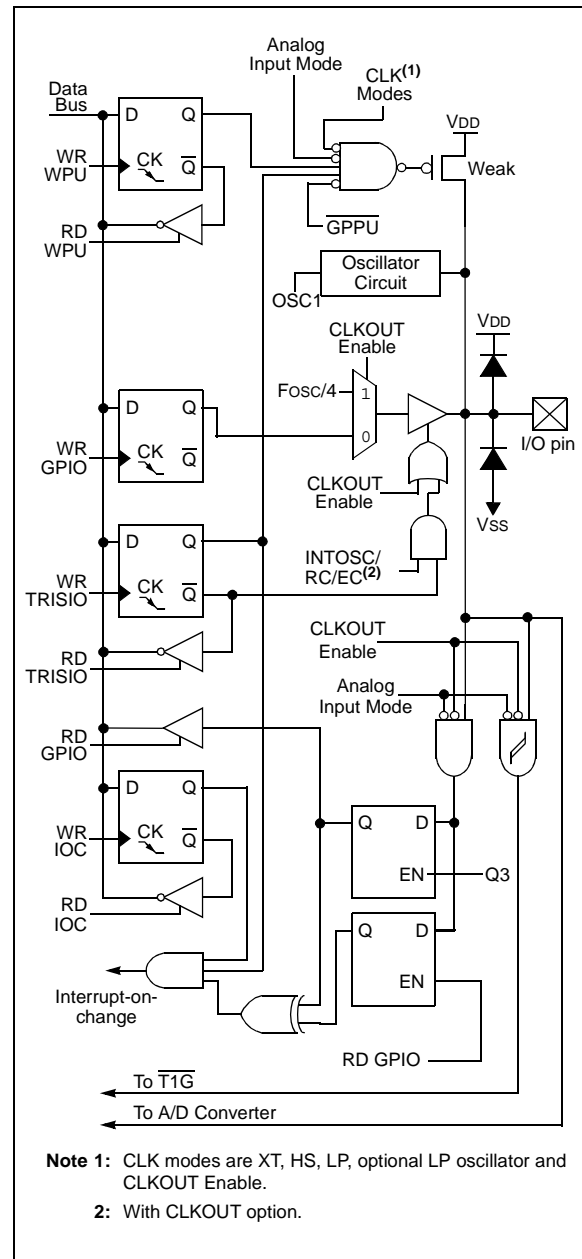 Analog
Input Mode
CLK(1)
Modes
Data
Bus
VDD
D Q
WR
WPU
CK
Q
Weak
RD
WPU
GPPU
Oscillator
Circuit
OSC1
CLKOUT
Enable
VDD
FOSC/4
1
0
D Q
WR
GPIO
CK
Q
I/O pin
CLKOUT
Enable
VSS
D Q
INTOSC/
RC/EC(2)
WR
TRISIO
CK
Q
CLKOUT
Enable
RD
TRISIO
Analog
Input Mode
RD
GPIO
D Q
Q D
WR
IOC
CK
Q
EN
Q3
RD
IOC
Q D
EN
Interrupt-on-
change
RD GPIO
To T1G
To A/D Converter
Note 1: CLK modes are XT, HS, LP, optional LP oscillator and
CLKOUT Enable.
2: With CLKOUT option.